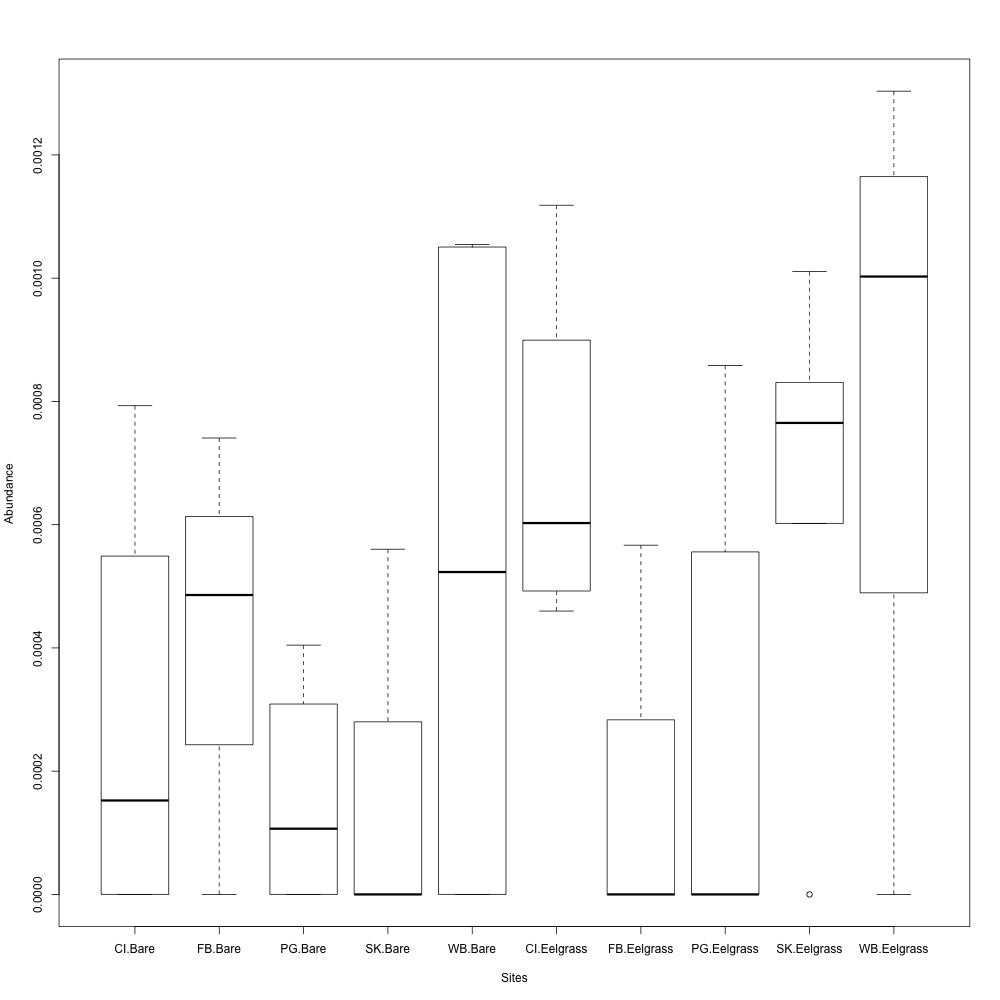 Abundance
0.0012
0.0010
0.0008
0.0006
0.0004
0.0002
0.0000
CI.Bare FB.Bare PG.Bare SK.Bare WB.Bare CI.Eelgrass FB.Eelgrass PG.Eelgrass SK.Eelgrass WB.Eelgrass
Sites